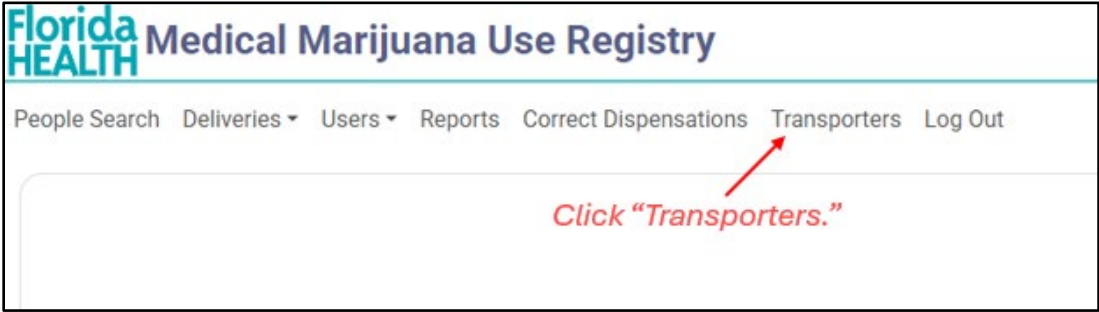 Florida
HEALTH
Medical Marijuana Use Registry
People Search Deliveries Users Reports Correct Dispensations Transporters Log Out
Click “Transporters.”